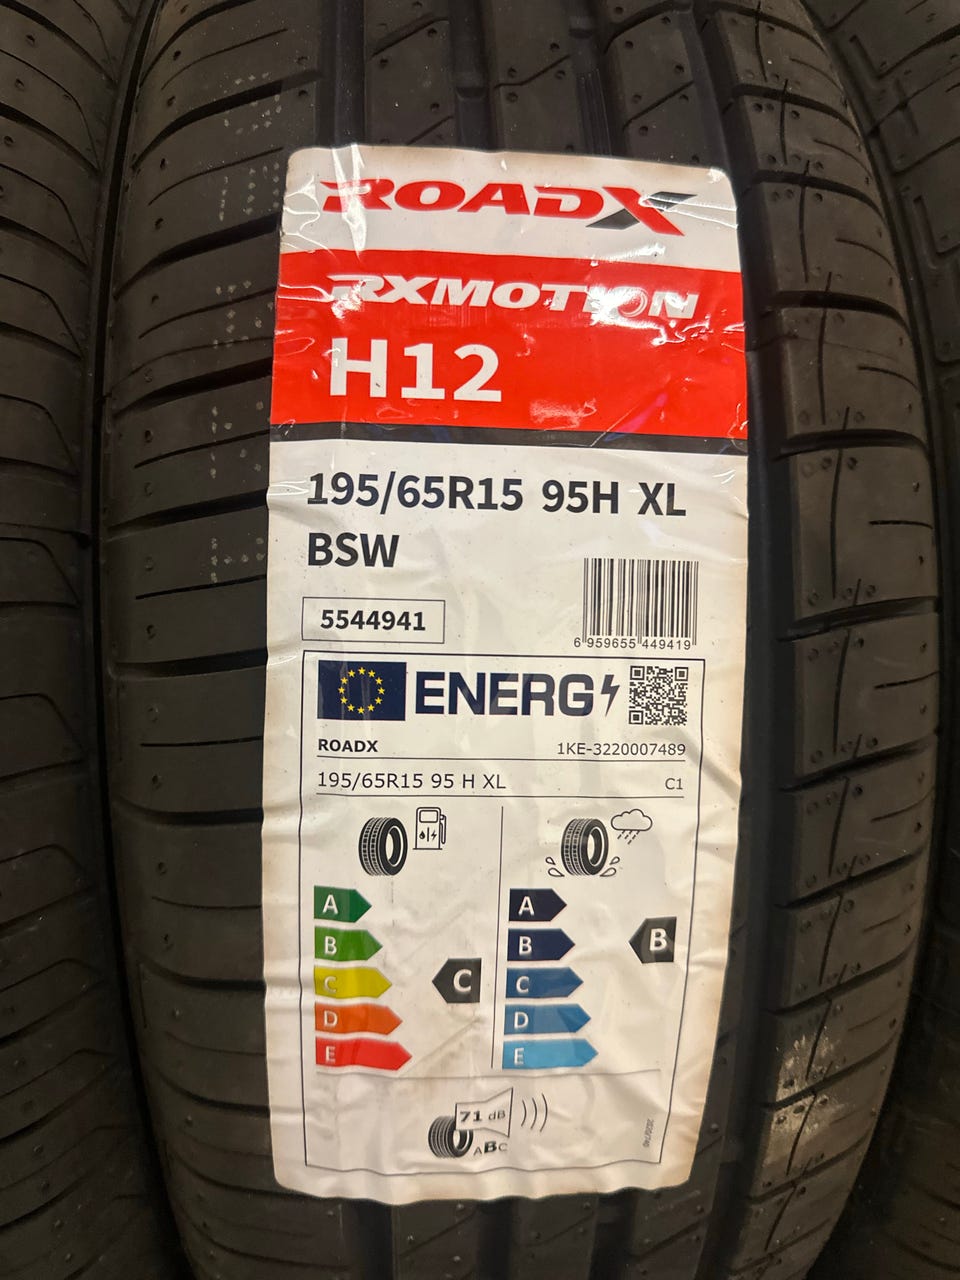 ROADX
RXMOTION
H12
195/65R15 95H XL
BSW
5544941
6 959655 449419
ENERG
ROADX 1KE-3220007489
195/65R15 95 H XL C1
A A
B B B
C C C
D D
E E
71 dB
ABC